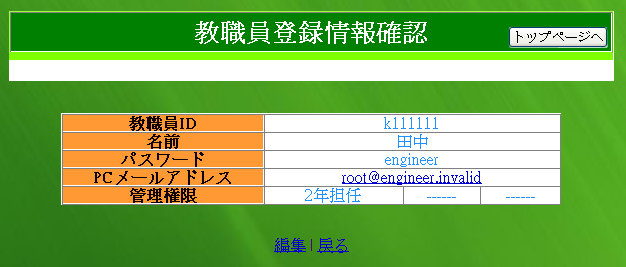 教職員登録情報確認
トップページへ
教職員ID k111111
名前 田中
パスワード engineer
PCメールアドレス root@engineer.invalid
管理権限 2年担任 ------ ------
編集 | 戻る